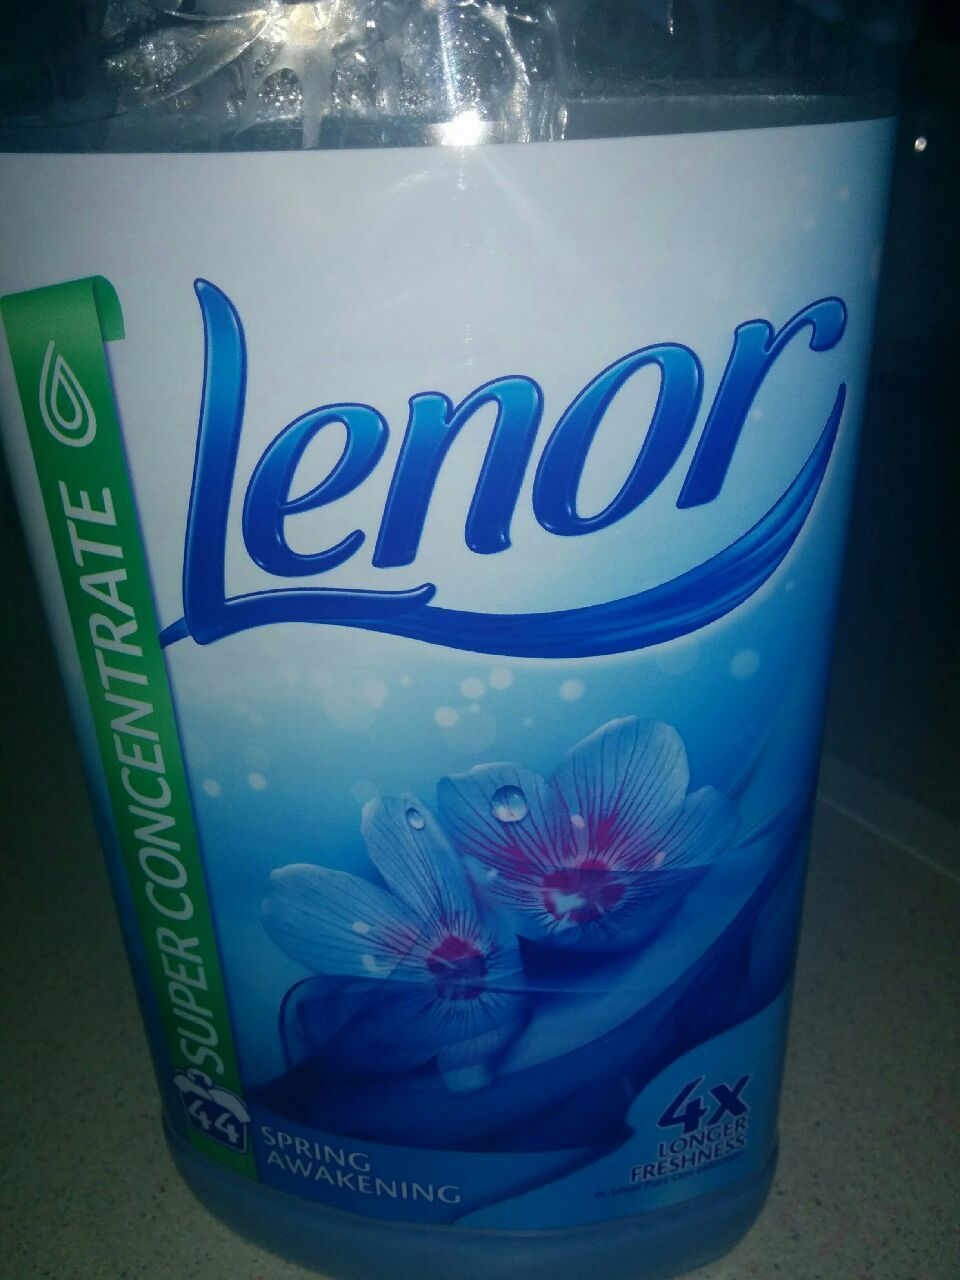 Lenor
SUPER CONCENTRATE
44
SPRING
AWAKENING
4x
LONGER
FRESHNESS